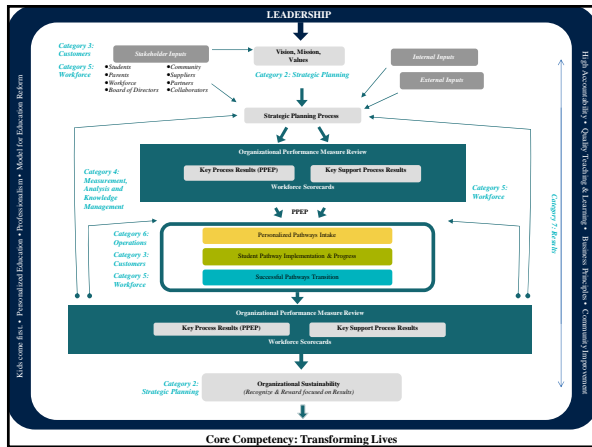 LEADERSHIP
Category 3:
Customers
Category 5:
Workforce
Stakeholder Inputs
•Students
•Parents
•Workforce
•Board of Directors
•Community
•Suppliers
•Partners
•Collaborators
Vision, Mission,
Values
Category 2: Strategic Planning
Internal Inputs
External Inputs
Strategic Planning Process
Organizational Performance Measure Review
Key Process Results (PPEP)
Key Support Process Results
Workforce Scorecards
Category 4:
Measurement,
Analysis and
Knowledge
Management
Category 5:
Workforce
PPEP
Category 6:
Operations
Category 3:
Customers
Category 5:
Workforce
Personalized Pathways Intake
Student Pathway Implementation & Progress
Successful Pathways Transition
Organizational Performance Measure Review
Key Process Results (PPEP)
Key Support Process Results
Workforce Scorecards
Category 2:
Strategic Planning
Organizational Sustainability
(Recognize & Reward focused on Results)
Kids come first. • Personalized Education • Professionalism • Model for Education Reform
Category 7: Results
High Accountability • Quality Teaching & Learning • Business Principles • Community Improvement
Core Competency: Transforming Lives